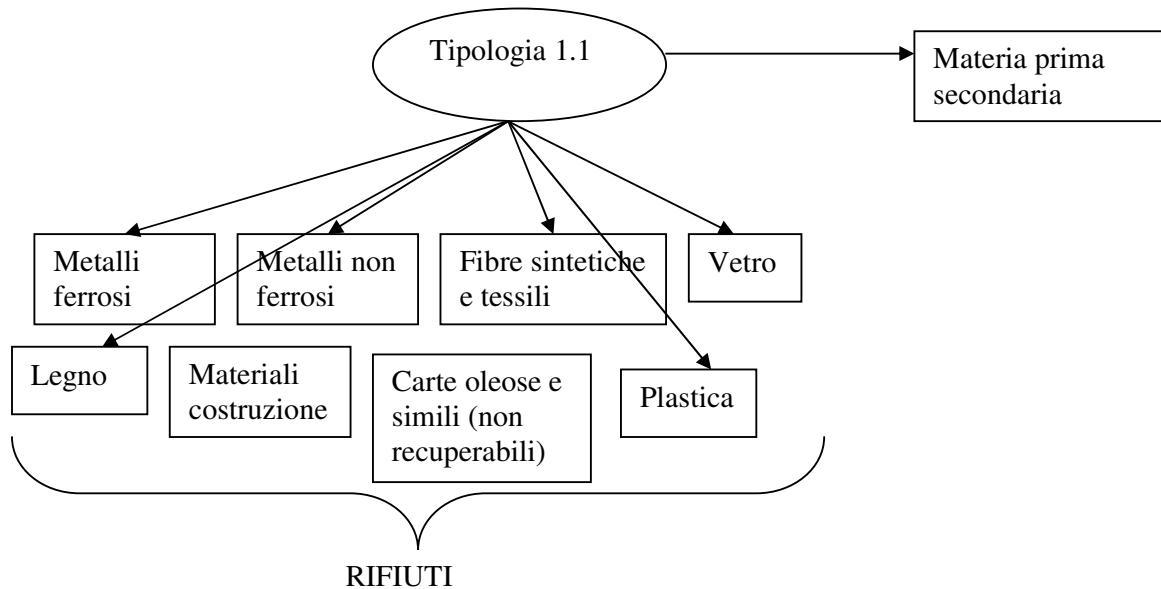 Tipologia 1.1
Materia prima
secondaria
Metalli
ferrosi
Metalli non
ferrosi
Fibre sintetiche
e tessili
Vetro
Legno
Materiali
costruzione
Carte oleose e
simili (non
recuperabili)
Plastica
RIFIUTI